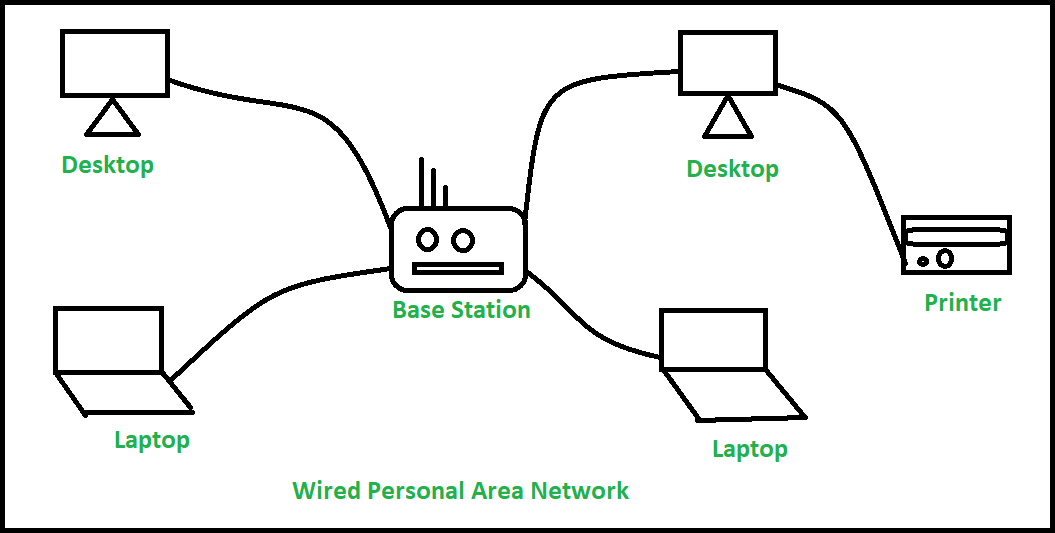 Desktop
Desktop
Base Station
Printer
Laptop
Laptop
Wired Personal Area Network